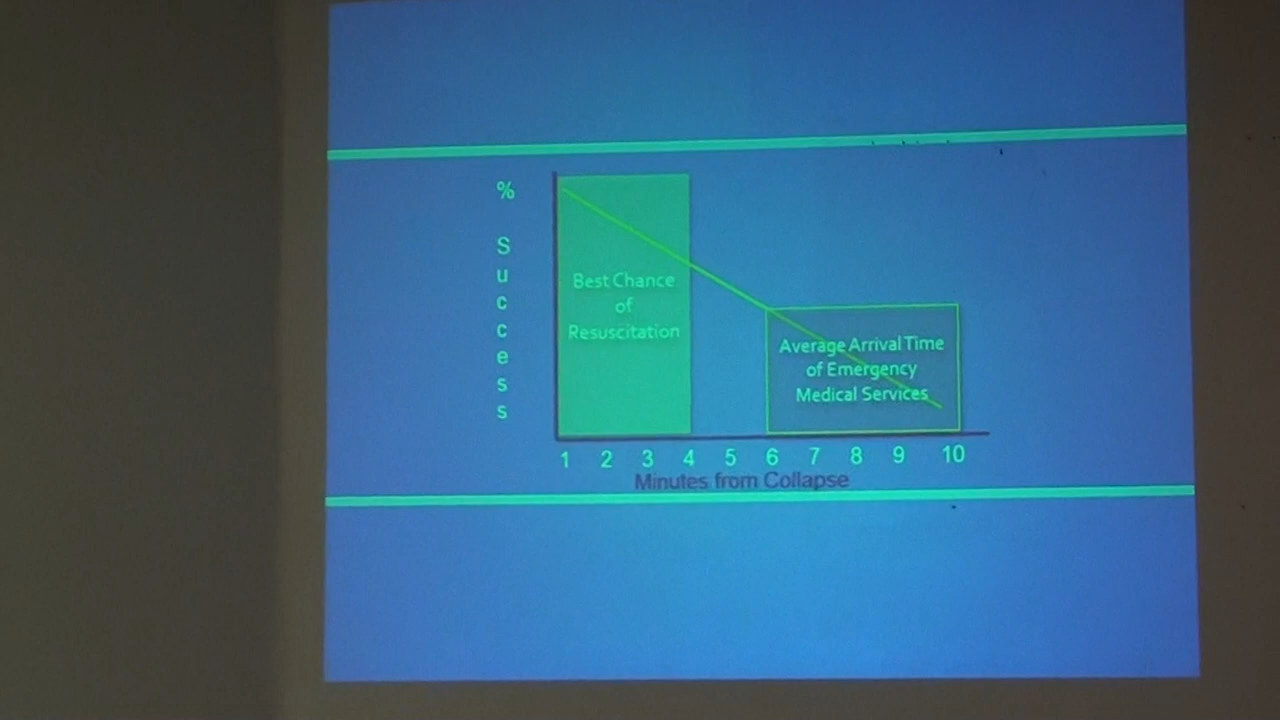 %
Success
Best Chance
of
Resuscitation
Average Arrival Time
of Emergency
Medical Services
1 2 3 4 5 6 7 8 9 10
Minutes from Collapse